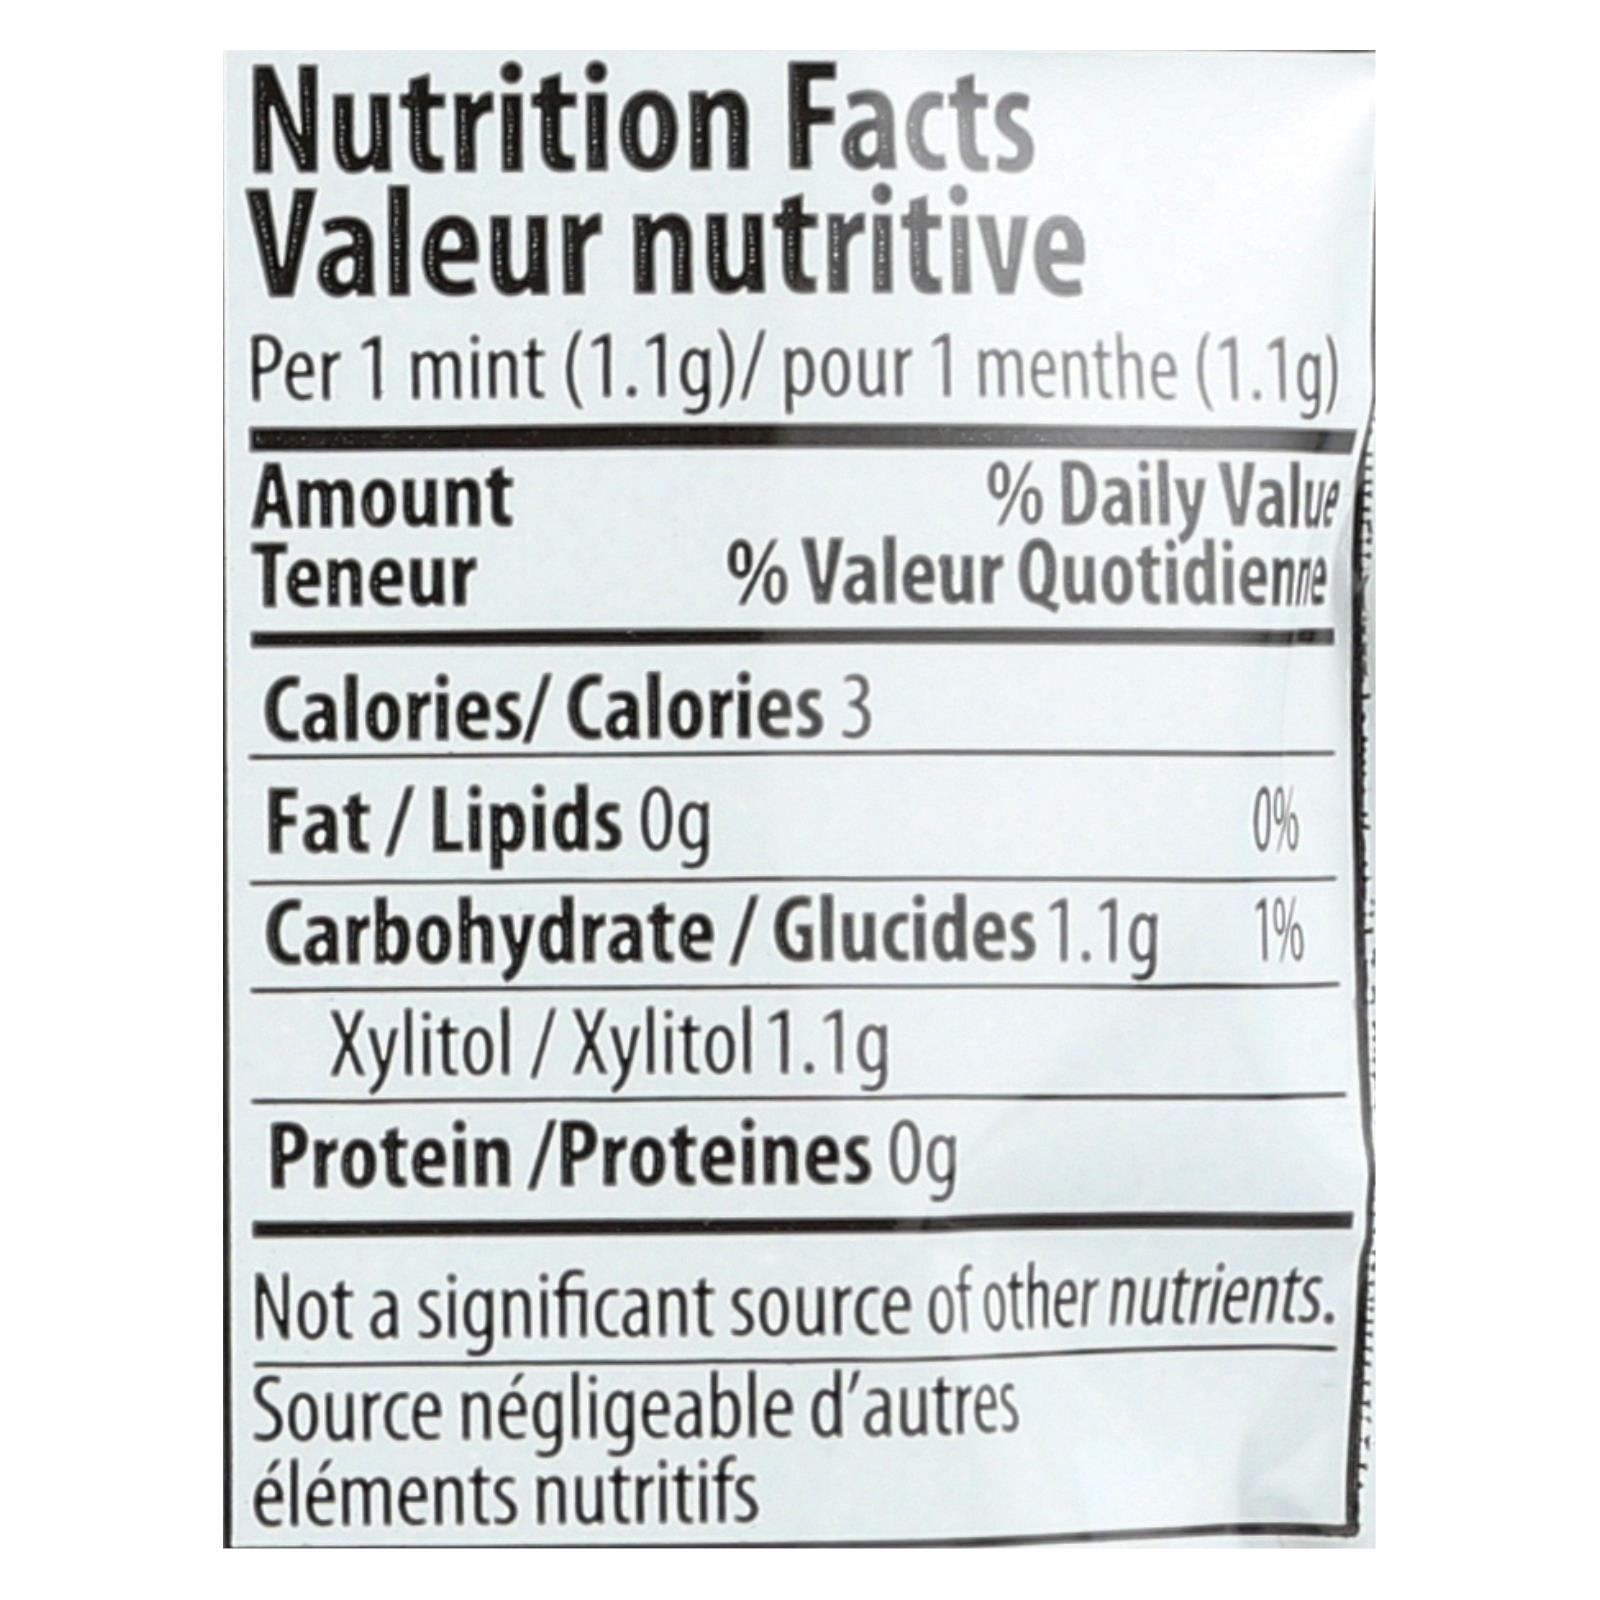 Nutrition Facts
Valeur nutritive
Per 1 mint (1.1g)/ pour 1 menthe (1.1g)
Amount % Daily Value
Teneur % Valeur Quotidienne
Calories/ Calories 3
Fat / Lipids 0g 0%
Carbohydrate / Glucides 1.1g 1%
Xylitol / Xylitol 1.1g
Protein /Proteines 0g
Not a significant source of other nutrients.
Source négligeable d'autres
éléments nutritifs